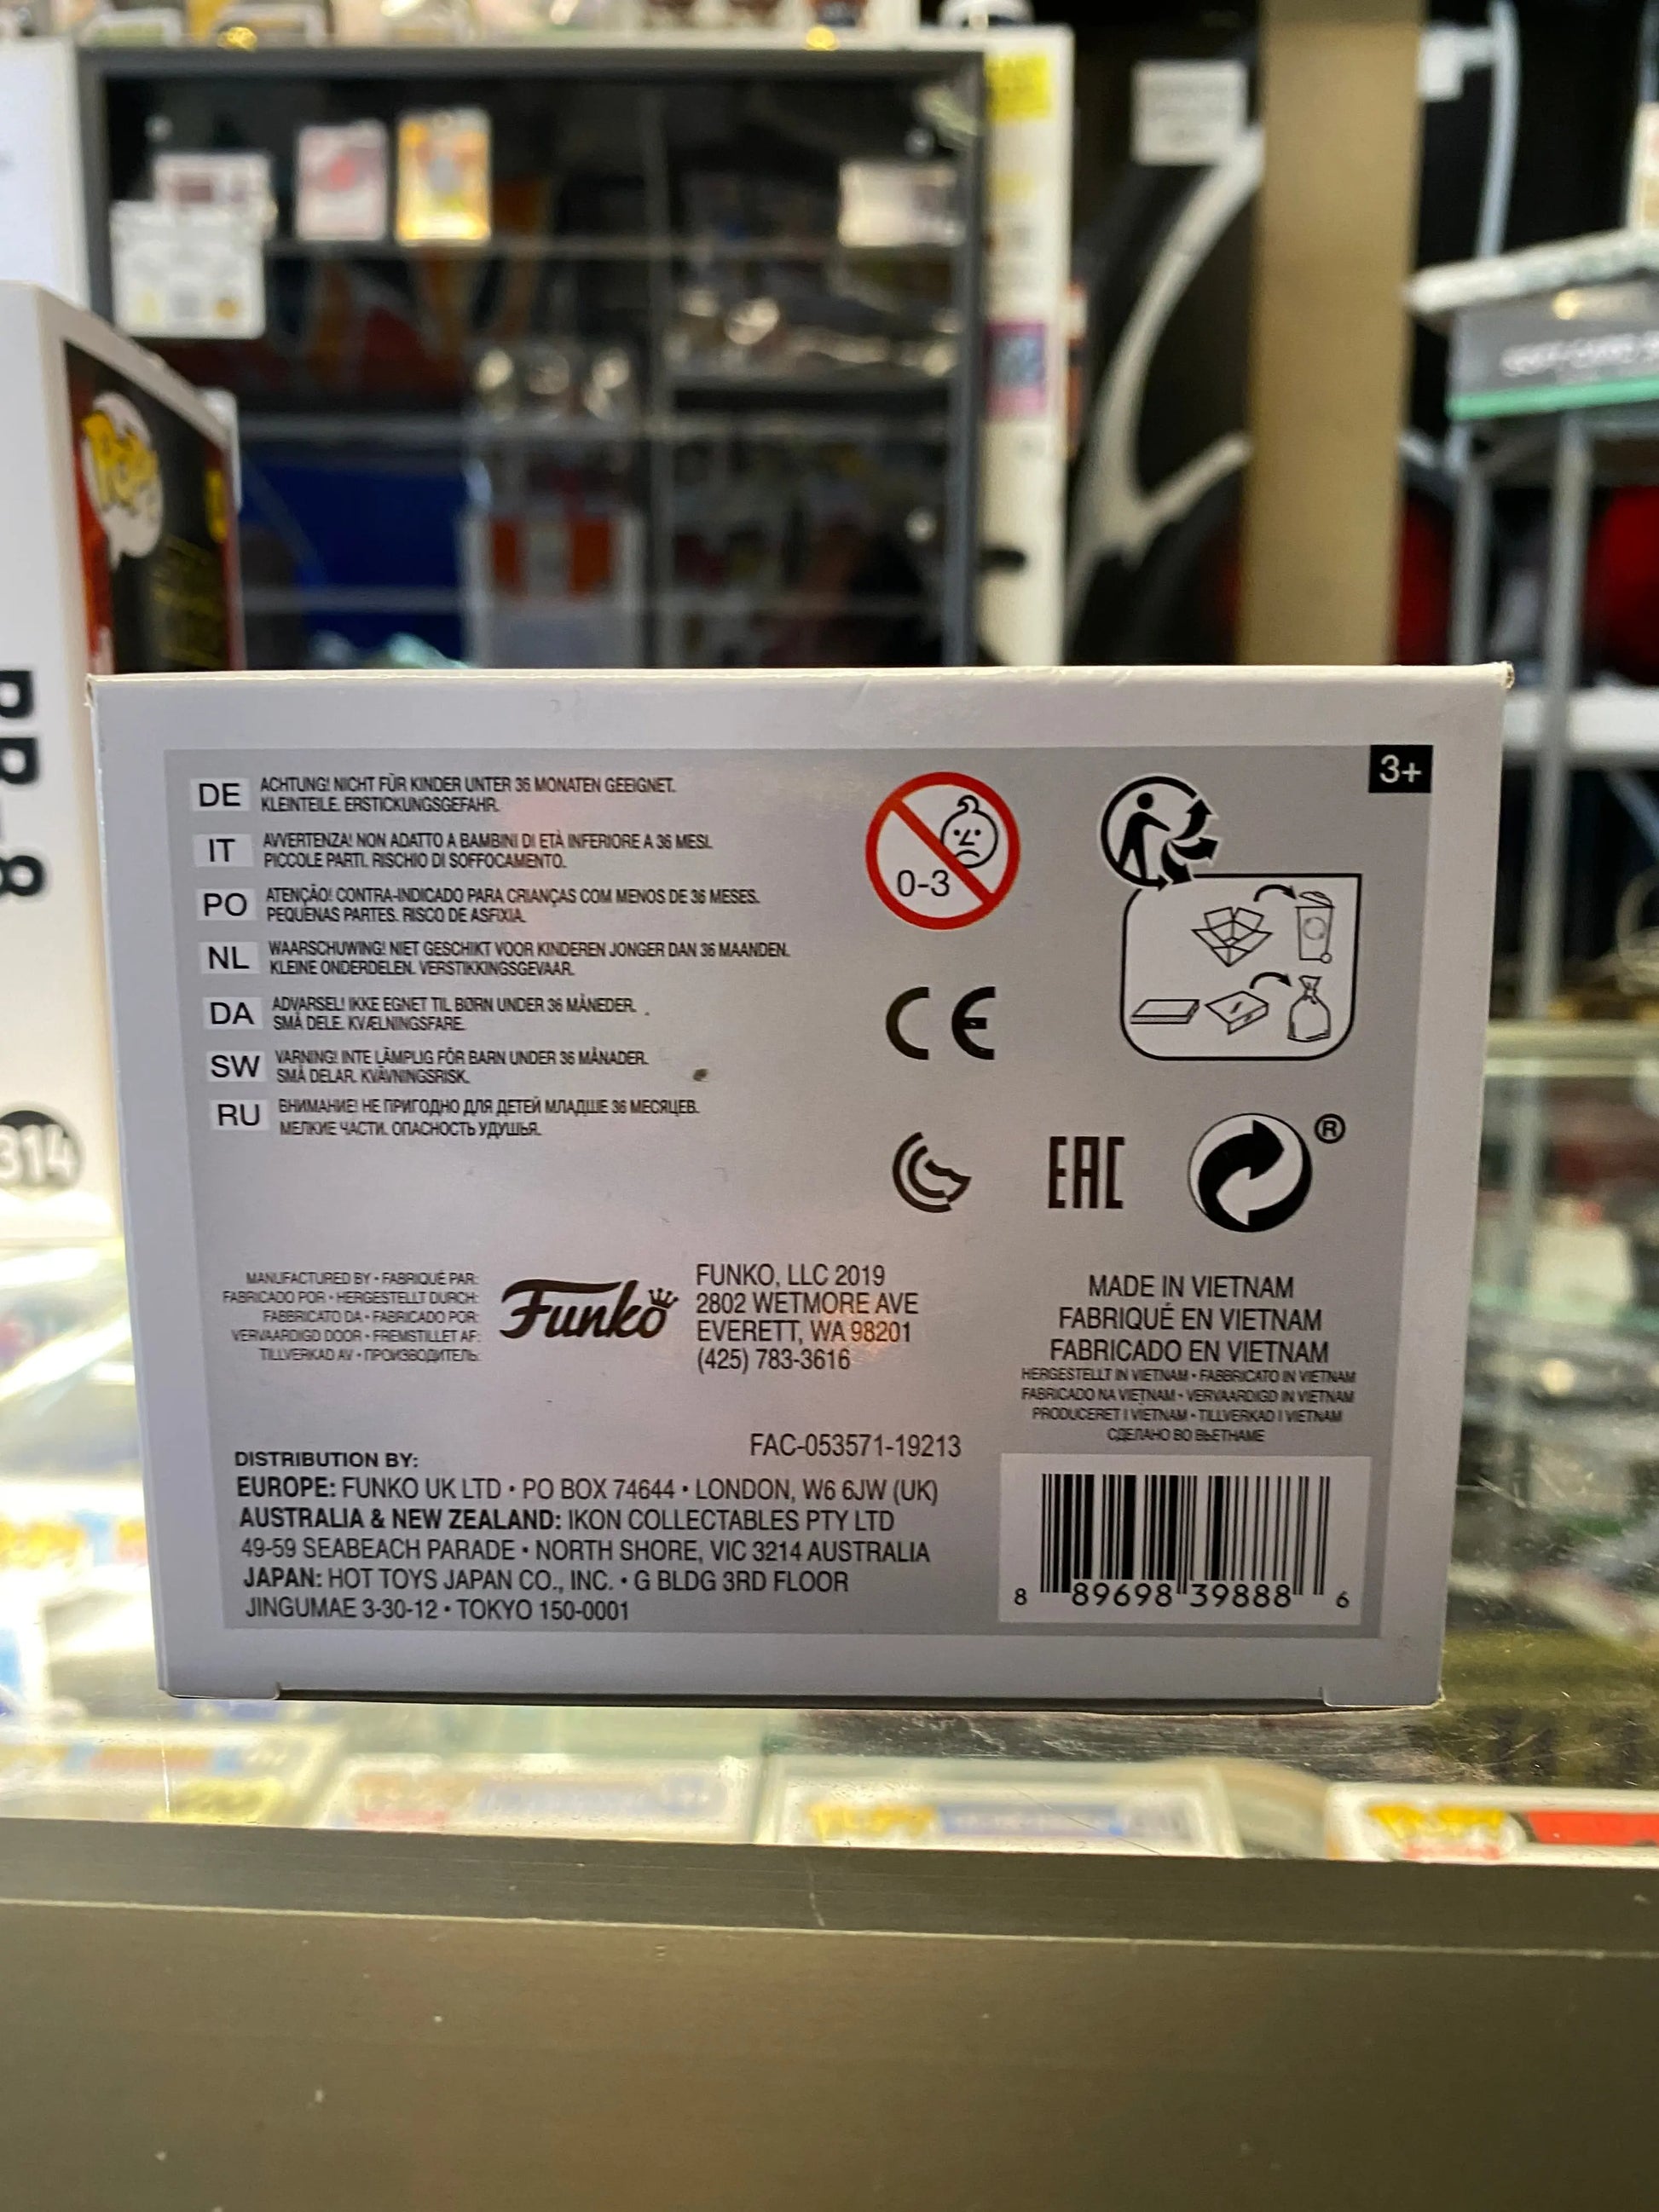 3+
DE
ACHTUNG! NICHT FÜR KINDER UNTER 36 MONATEN GEEIGNET.
KLEINTEILE. ERSTICKUNGSGEFAHR.
IT
AVVERTENZA! NON ADATTO A BAMBINI DI ETÀ INFERIORE A 36 MESI.
PICCOLE PARTI. RISCHIO DI SOFFOCAMENTO.
PO
ATENÇÃO! CONTRA-INDICADO PARA CRIANÇAS COM MENOS DE 36 MESES.
PEQUENAS PARTES. RISCO DE ASFIXIA.
NL
WAARSCHUWING! NIET GESCHIKT VOOR KINDEREN JONGER DAN 36 MAANDEN.
KLEINE ONDERDELEN. VERSTIKKINGSGEVAAR.
DA
ADVARSEL! IKKE EGNET TIL BØRN UNDER 36 MÅNEDER.
SMÅ DELE. KVÆLNINGSFARE.
SW
VARNING! INTE LÄMPLIG FÖR BARN UNDER 36 MÅNADER.
SMÅ DELAR. KVÄVNINGSRISK.
RU
ВНИМАНИЕ! НЕ ПРИГОДНО ДЛЯ ДЕТЕЙ МЛАДШЕ 36 МЕСЯЦЕВ.
МЕЛКИЕ ЧАСТИ. ОПАСНОСТЬ УДУШЬЯ.
0-3
CE
EAC
®
MANUFACTURED BY • FABRIQUÉ PAR:
FABRICADO POR • HERGESTELLT DURCH:
FABBRICATO DA • FABRICADO POR:
VERVAARDIGD DOOR • FREMSTILLET AF:
TILLVERKAD AV • ПРОИЗВОДИТЕЛЬ:
Funko
FUNKO, LLC 2019
2802 WETMORE AVE
EVERETT, WA 98201
(425) 783-3616
MADE IN VIETNAM
FABRIQUÉ EN VIETNAM
FABRICADO EN VIETNAM
HERGESTELLT IN VIETNAM • FABBRICATO IN VIETNAM
FABRICADO NA VIETNAM • VERVAARDIGD IN VIETNAM
PRODUCERET I VIETNAM • TILLVERKAD I VIETNAM
СДЕЛАНО ВО ВЬЕТНАМЕ
FAC-053571-19213
DISTRIBUTION BY:
EUROPE: FUNKO UK LTD • PO BOX 74644 • LONDON, W6 6JW (UK)
AUSTRALIA & NEW ZEALAND: IKON COLLECTABLES PTY LTD
49-59 SEABEACH PARADE • NORTH SHORE, VIC 3214 AUSTRALIA
JAPAN: HOT TOYS JAPAN CO., INC. • G BLDG 3RD FLOOR
JINGUMAE 3-30-12 • TOKYO 150-0001
8 89698 39888 6
POP!
BB-8
314